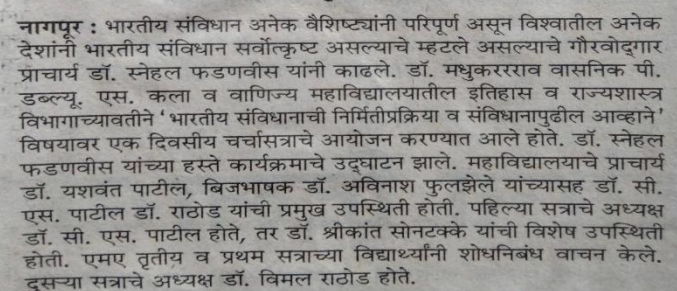 नागपूर : भारतीय संविधान अनेक वैशिष्ट्यांनी परिपूर्ण असून विश्वातील अनेक
देशांनी भारतीय संविधान सर्वोत्कृष्ट असल्याचे म्हटले असल्याचे गौरवोद्गार
प्राचार्य डॉ. स्नेहल फडणवीस यांनी काढले. डॉ. मधुकररराव वासनिक पी.
डब्ल्यू. एस. कला व वाणिज्य महाविद्यालयातील इतिहास व राज्यशास्त्र
विभागाच्यावतीने ‘भारतीय संविधानाची निर्मितीप्रक्रिया व संविधानापुढील आव्हाने’
विषयावर एक दिवसीय चर्चासत्राचे आयोजन करण्यात आले होते. डॉ. स्नेहल
फडणवीस यांच्या हस्ते कार्यक्रमाचे उद्घाटन झाले. महाविद्यालयाचे प्राचार्य
डॉ. यशवंत पाटील, बिजभाषक डॉ. अविनाश फुलझेले यांच्यासह डॉ. सी.
एस. पाटील डॉ. राठोड यांची प्रमुख उपस्थिती होती. पहिल्या सत्राचे अध्यक्ष
डॉ. सी. एस. पाटील होते, तर डॉ. श्रीकांत सोनटक्के यांची विशेष उपस्थिती
होती. एमए तृतीय व प्रथम सत्राच्या विद्यार्थ्यांनी शोधनिबंध वाचन केले.
दुसऱ्या सत्राचे अध्यक्ष डॉ. विमल राठोड होते.